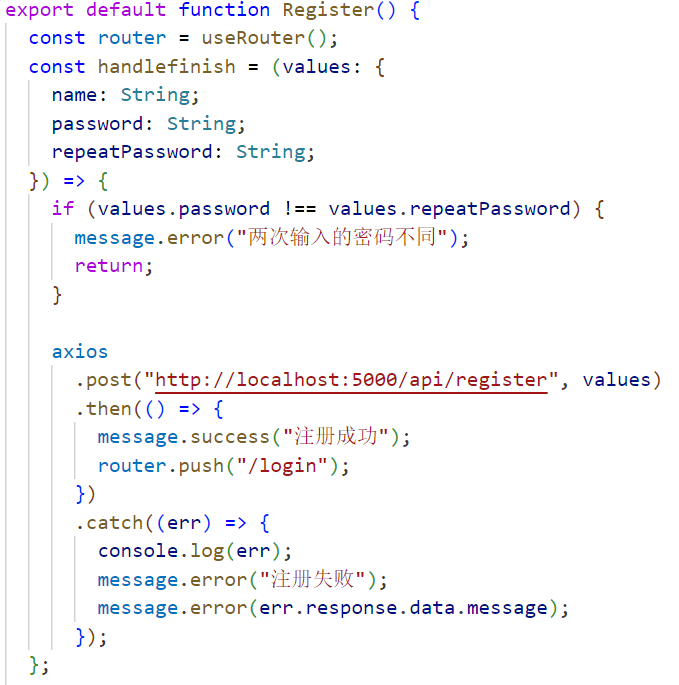 export default function Register() {
  const router = useRouter();
  const handlefinish = (values: {
    name: String;
    password: String;
    repeatPassword: String;
  }) => {
    if (values.password !== values.repeatPassword) {
      message.error("两次输入的密码不同");
      return;
    }

    axios
      .post("http://localhost:5000/api/register", values)
      .then(() => {
        message.success("注册成功");
        router.push("/login");
      })
      .catch((err) => {
        console.log(err);
        message.error("注册失败");
        message.error(err.response.data.message);
      });
  };